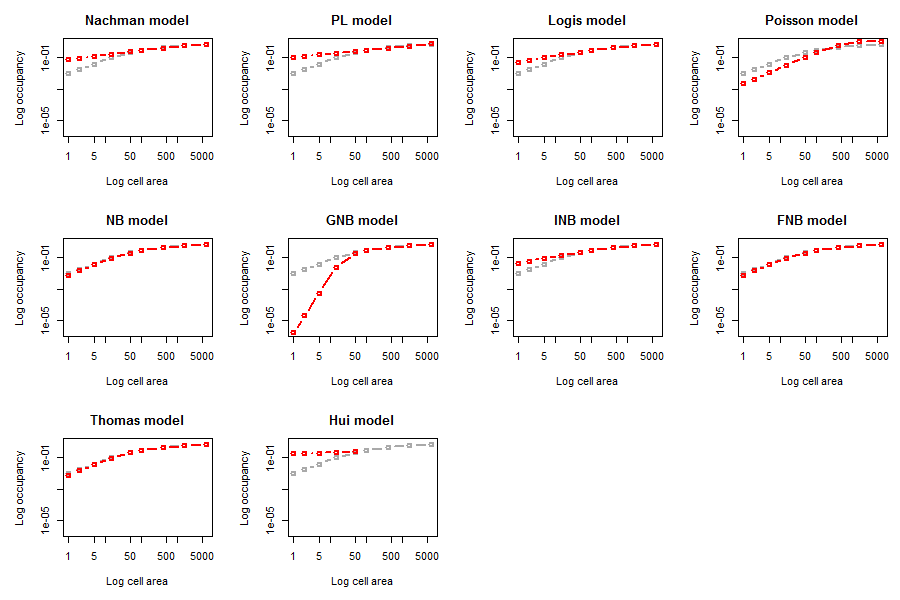 Nachman model
PL model
Logis model
Poisson model
Log occupancy
1e-05 1e-01
1 5 50 500 5000
Log cell area
Log occupancy
1e-05 1e-01
1 5 50 500 5000
Log cell area
Log occupancy
1e-05 1e-01
1 5 50 500 5000
Log cell area
Log occupancy
1e-05 1e-01
1 5 50 500 5000
Log cell area
NB model
GNB model
INB model
FNB model
Log occupancy
1e-05 1e-01
1 5 50 500 5000
Log cell area
Log occupancy
1e-05 1e-01
1 5 50 500 5000
Log cell area
Log occupancy
1e-05 1e-01
1 5 50 500 5000
Log cell area
Log occupancy
1e-05 1e-01
1 5 50 500 5000
Log cell area
Thomas model
Hui model
Log occupancy
1e-05 1e-01
1 5 50 500 5000
Log cell area
Log occupancy
1e-05 1e-01
1 5 50 500 5000
Log cell area